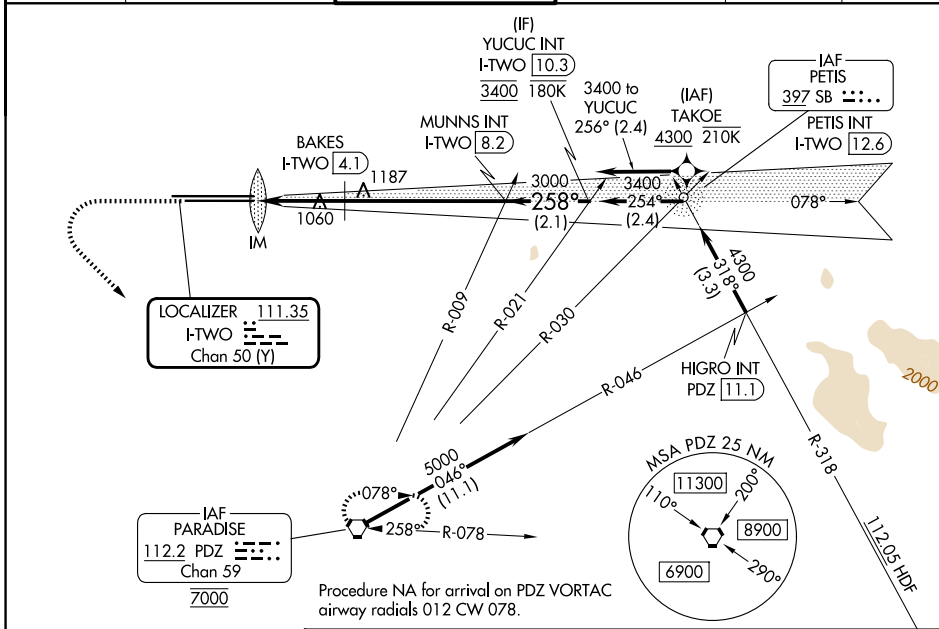 (IF)
YUCUC INT
I-TWO 10.3
3400 180K
3400 to
YUCUC
256° (2.4)
(IAF)
TAKOE
4300 210K
IAF
PETIS
397 SB
PETIS INT
I-TWO 12.6
MUNNS INT
I-TWO 8.2
BAKES
I-TWO 4.1
1187
1060
IM
3000
258°
(2.1)
3400
254°
(2.4)
078°
4300
318°
(3.3)
R-009
R-021
R-030
R-046
HIGRO INT
PDZ 11.1
2000
R-318
112.05 HDF
LOCALIZER 111.35
I-TWO
Chan 50 (Y)
5000
046°
(11.1)
078°
258°
R-078
IAF
PARADISE
112.2 PDZ
Chan 59
7000
MSA PDZ 25 NM
11300
110°
200°
8900
6900
290°
Procedure NA for arrival on PDZ VORTAC
airway radials 012 CW 078.